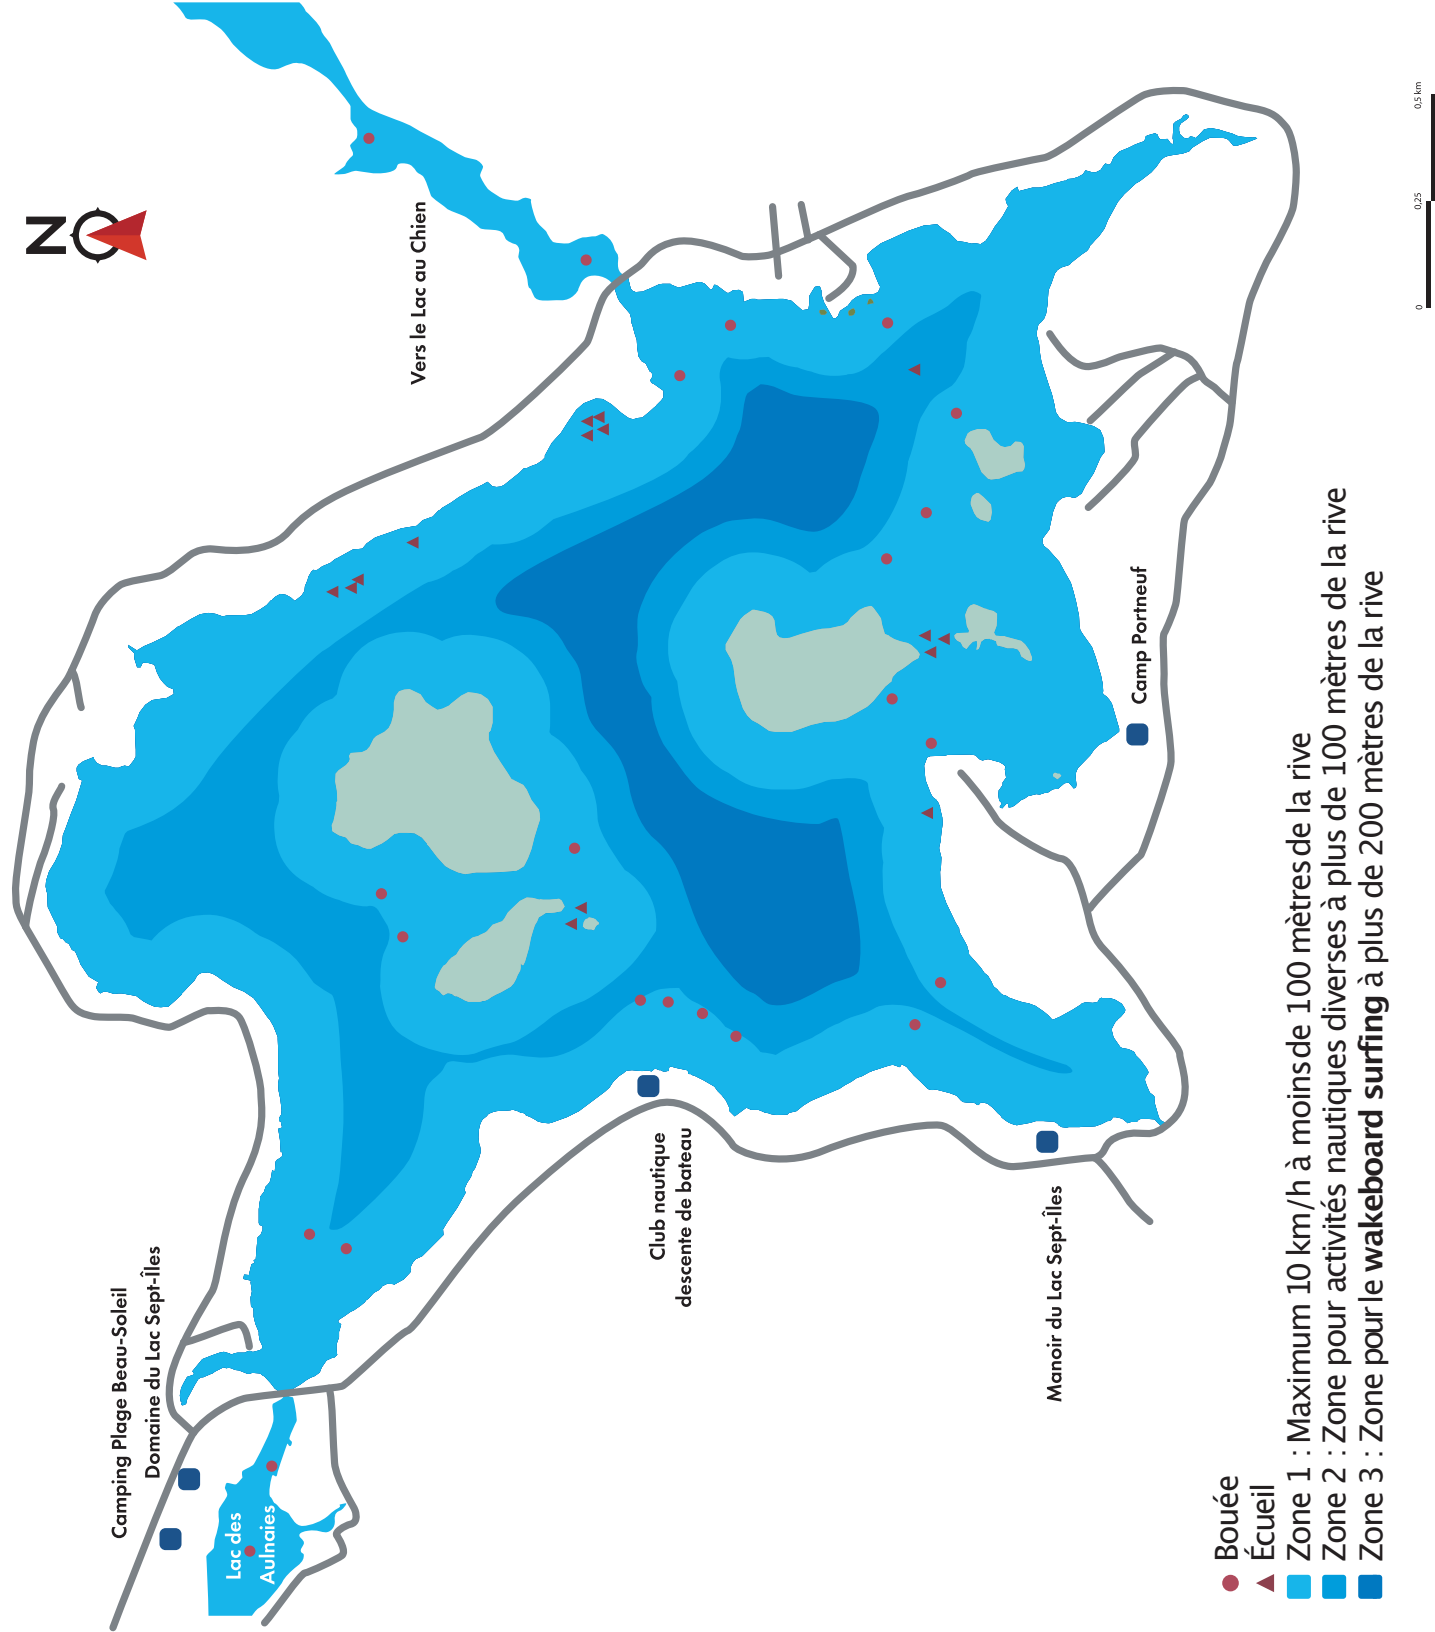 N
Vers le Lac au Chien
Camping Plage Beau-Soleil
Domaine du Lac Sept-Îles
Lac des
Aulnaies
Club nautique
descente de bateau
Manoir du Lac Sept-Îles
Camp Portneuf
Bouée
Écueil
Zone 1 : Maximum 10 km/h à moins de 100 mètres de la rive
Zone 2 : Zone pour activités nautiques diverses à plus de 100 mètres de la rive
Zone 3 : Zone pour le wakeboard surfing à plus de 200 mètres de la rive
0 0,25 0,5 km